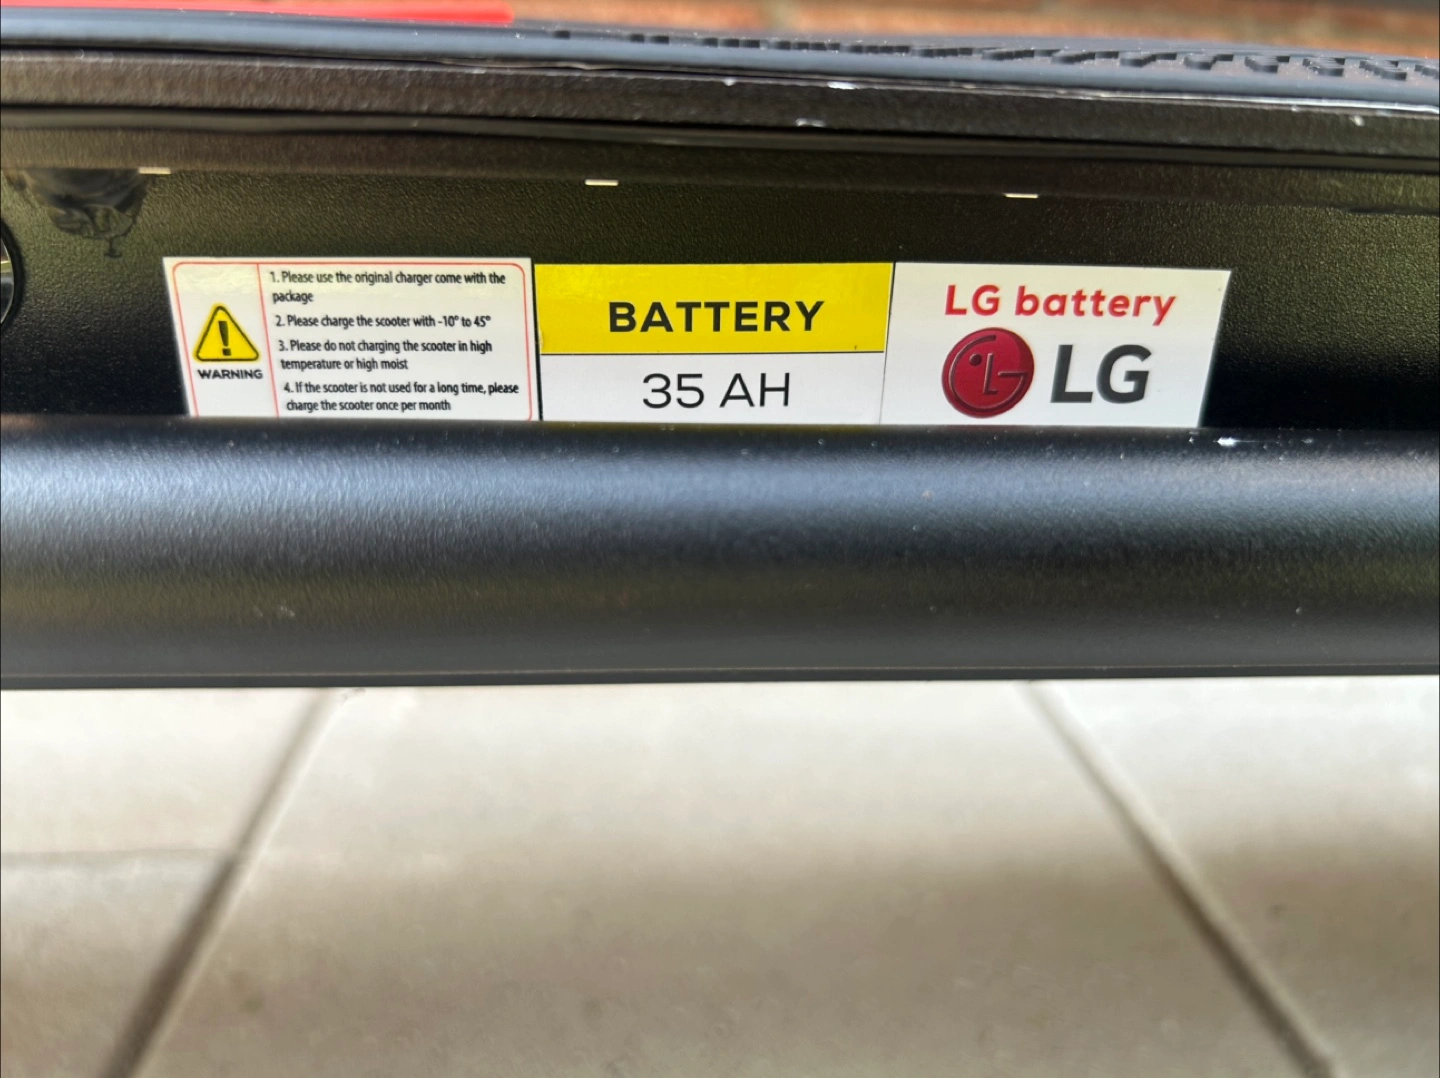 1. Please use the original charger come with the
package
2. Please charge the scooter with -10° to 45°
3. Please do not charging the scooter in high
temperature or high moist
4. If the scooter is not used for a long time, please
charge the scooter once per month
WARNING
BATTERY
35 AH
LG battery
LG